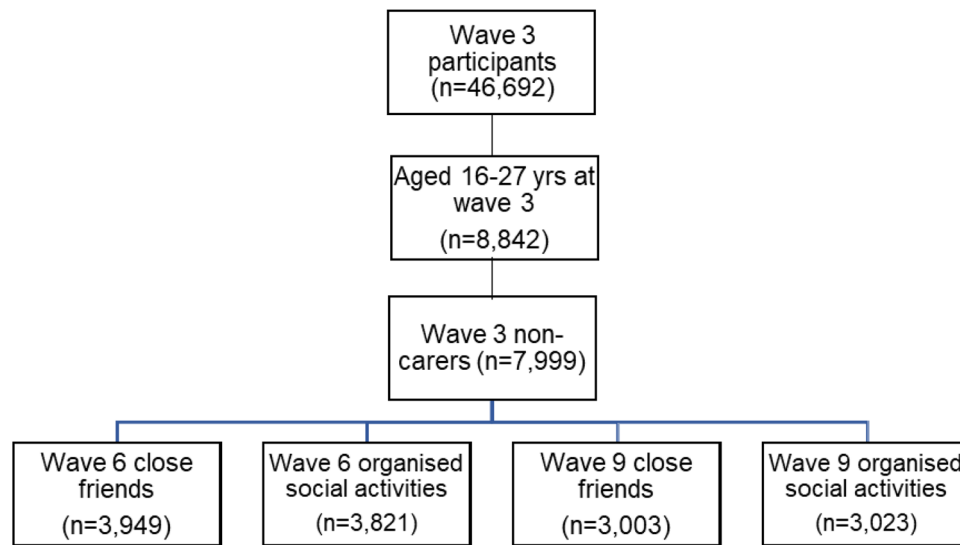 Wave 3
participants
(n=46,692)
Aged 16-27 yrs at
wave 3
(n=8,842)
Wave 3 non-
carers (n=7,999)
Wave 6 close
friends
(n=3,949)
Wave 6 organised
social activities
(n=3,821)
Wave 9 close
friends
(n=3,003)
Wave 9 organised
social activities
(n=3,023)